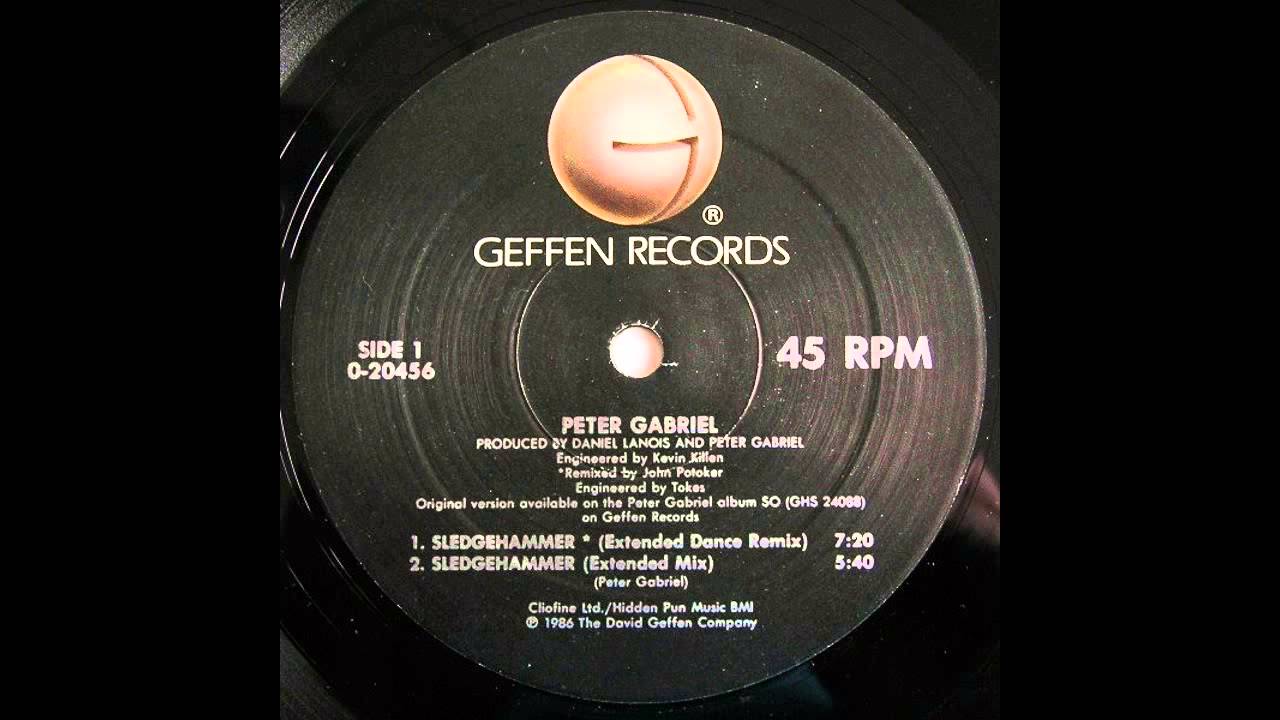 ®
GEFFEN RECORDS
SIDE 1
0-20456
45 RPM
PETER GABRIEL
PRODUCED BY DANIEL LANOIS AND PETER GABRIEL
Engineered by Kevin Killen
*Remixed by John Potoker
Engineered by Tokes
Original version available on the Peter Gabriel album SO (GHS 24088)
on Geffen Records
1. SLEDGEHAMMER * (Extended Dance Remix) 7:20
2. SLEDGEHAMMER (Extended Mix) 5:40
(Peter Gabriel)
Cliofine Ltd./Hidden Pun Music BMI
℗ 1986 The David Geffen Company